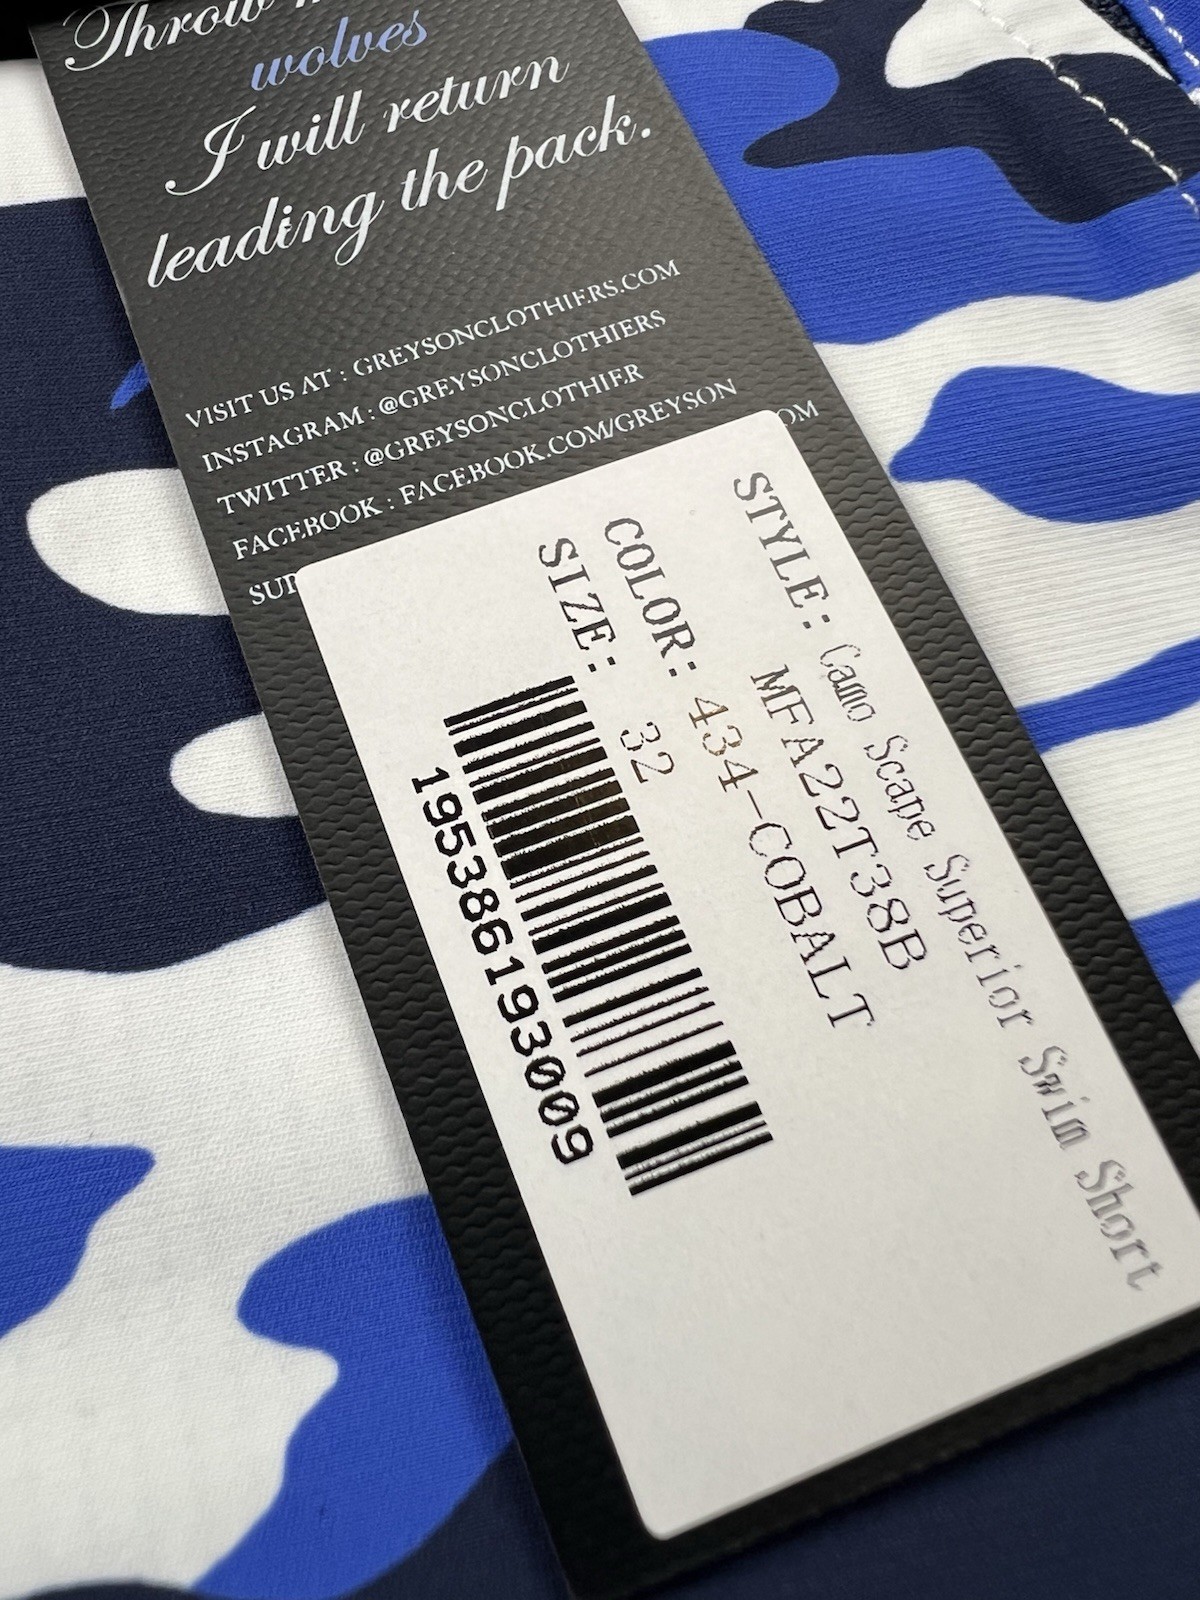 Throw
wolves
I will return
leading the pack.
VISIT US AT : GREYSONCLOTHIERS.COM
INSTAGRAM : @GREYSONCLOTHIERS
TWITTER : @GREYSONCLOTHIER
FACEBOOK : FACEBOOK.COM/GREYSON
STYLE: Camo Scape Superior Swim Short
MFA22T38B
COLOR: 434-COBALT
SIZE: 32
195386193009